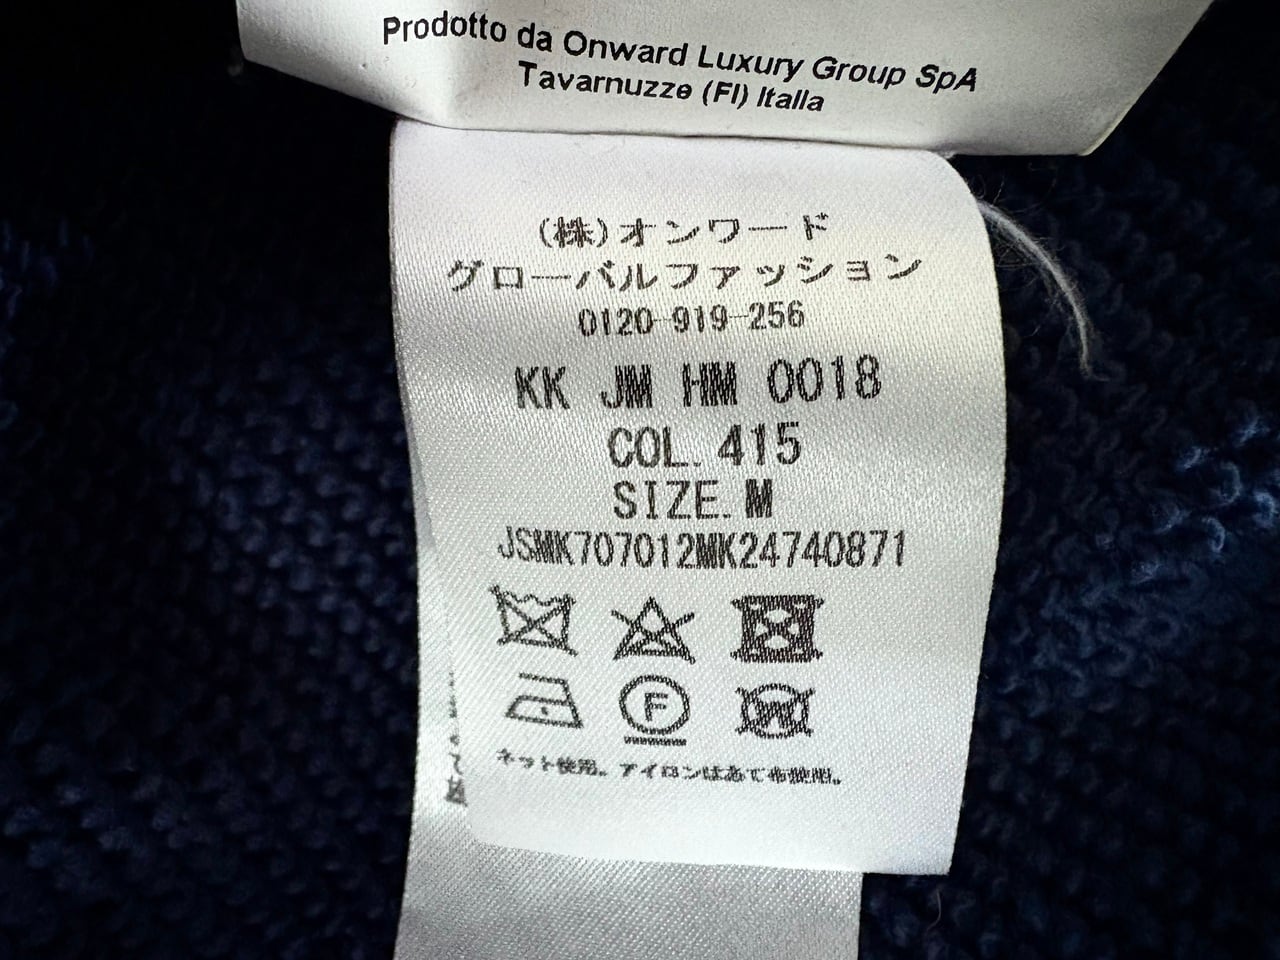 Prodotto da Onward Luxury Group SpA
Tavarnuzze (FI) Italia
(株)オンワード
グローバルファッション
0120-919-256
KK JM HM 0018
COL. 415
SIZE. M
JSMK707012MK24740871
F
W
ネット使用。アイロンはあて布使用。